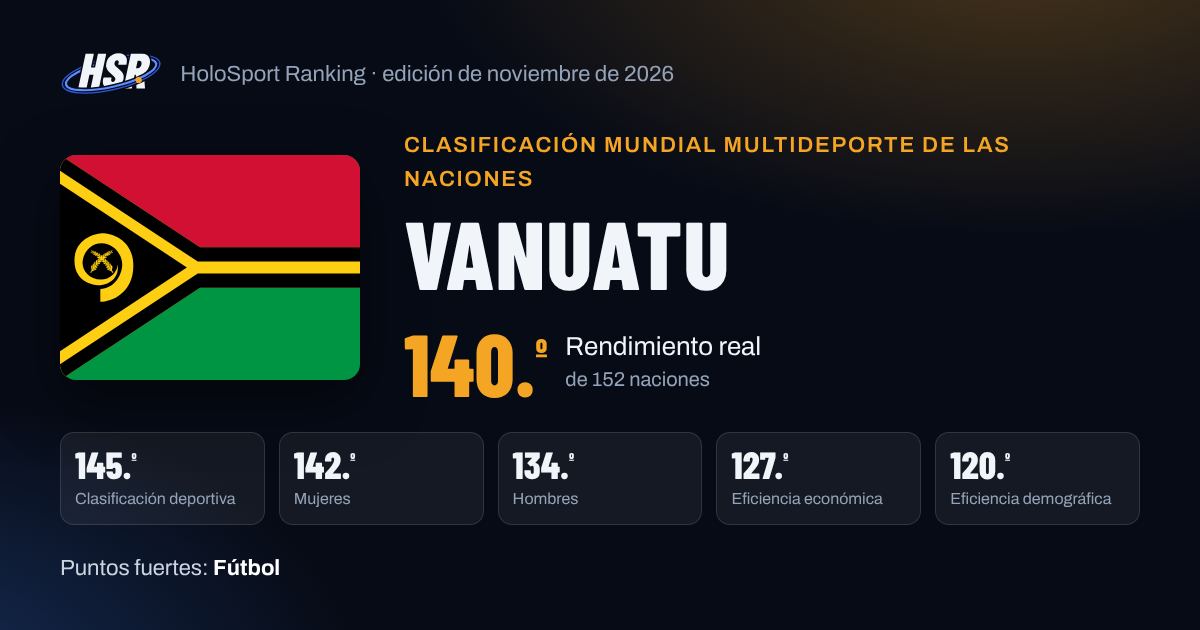 HSR
HoloSport Ranking · edición de noviembre de 2026
CLASIFICACIÓN MUNDIAL MULTIDEPORTE DE LAS
NACIONES
VANUATU
140.º
Rendimiento real
de 152 naciones
145.º
Clasificación deportiva
142.º
Mujeres
134.º
Hombres
127.º
Eficiencia económica
120.º
Eficiencia demográfica
Puntos fuertes: Fútbol